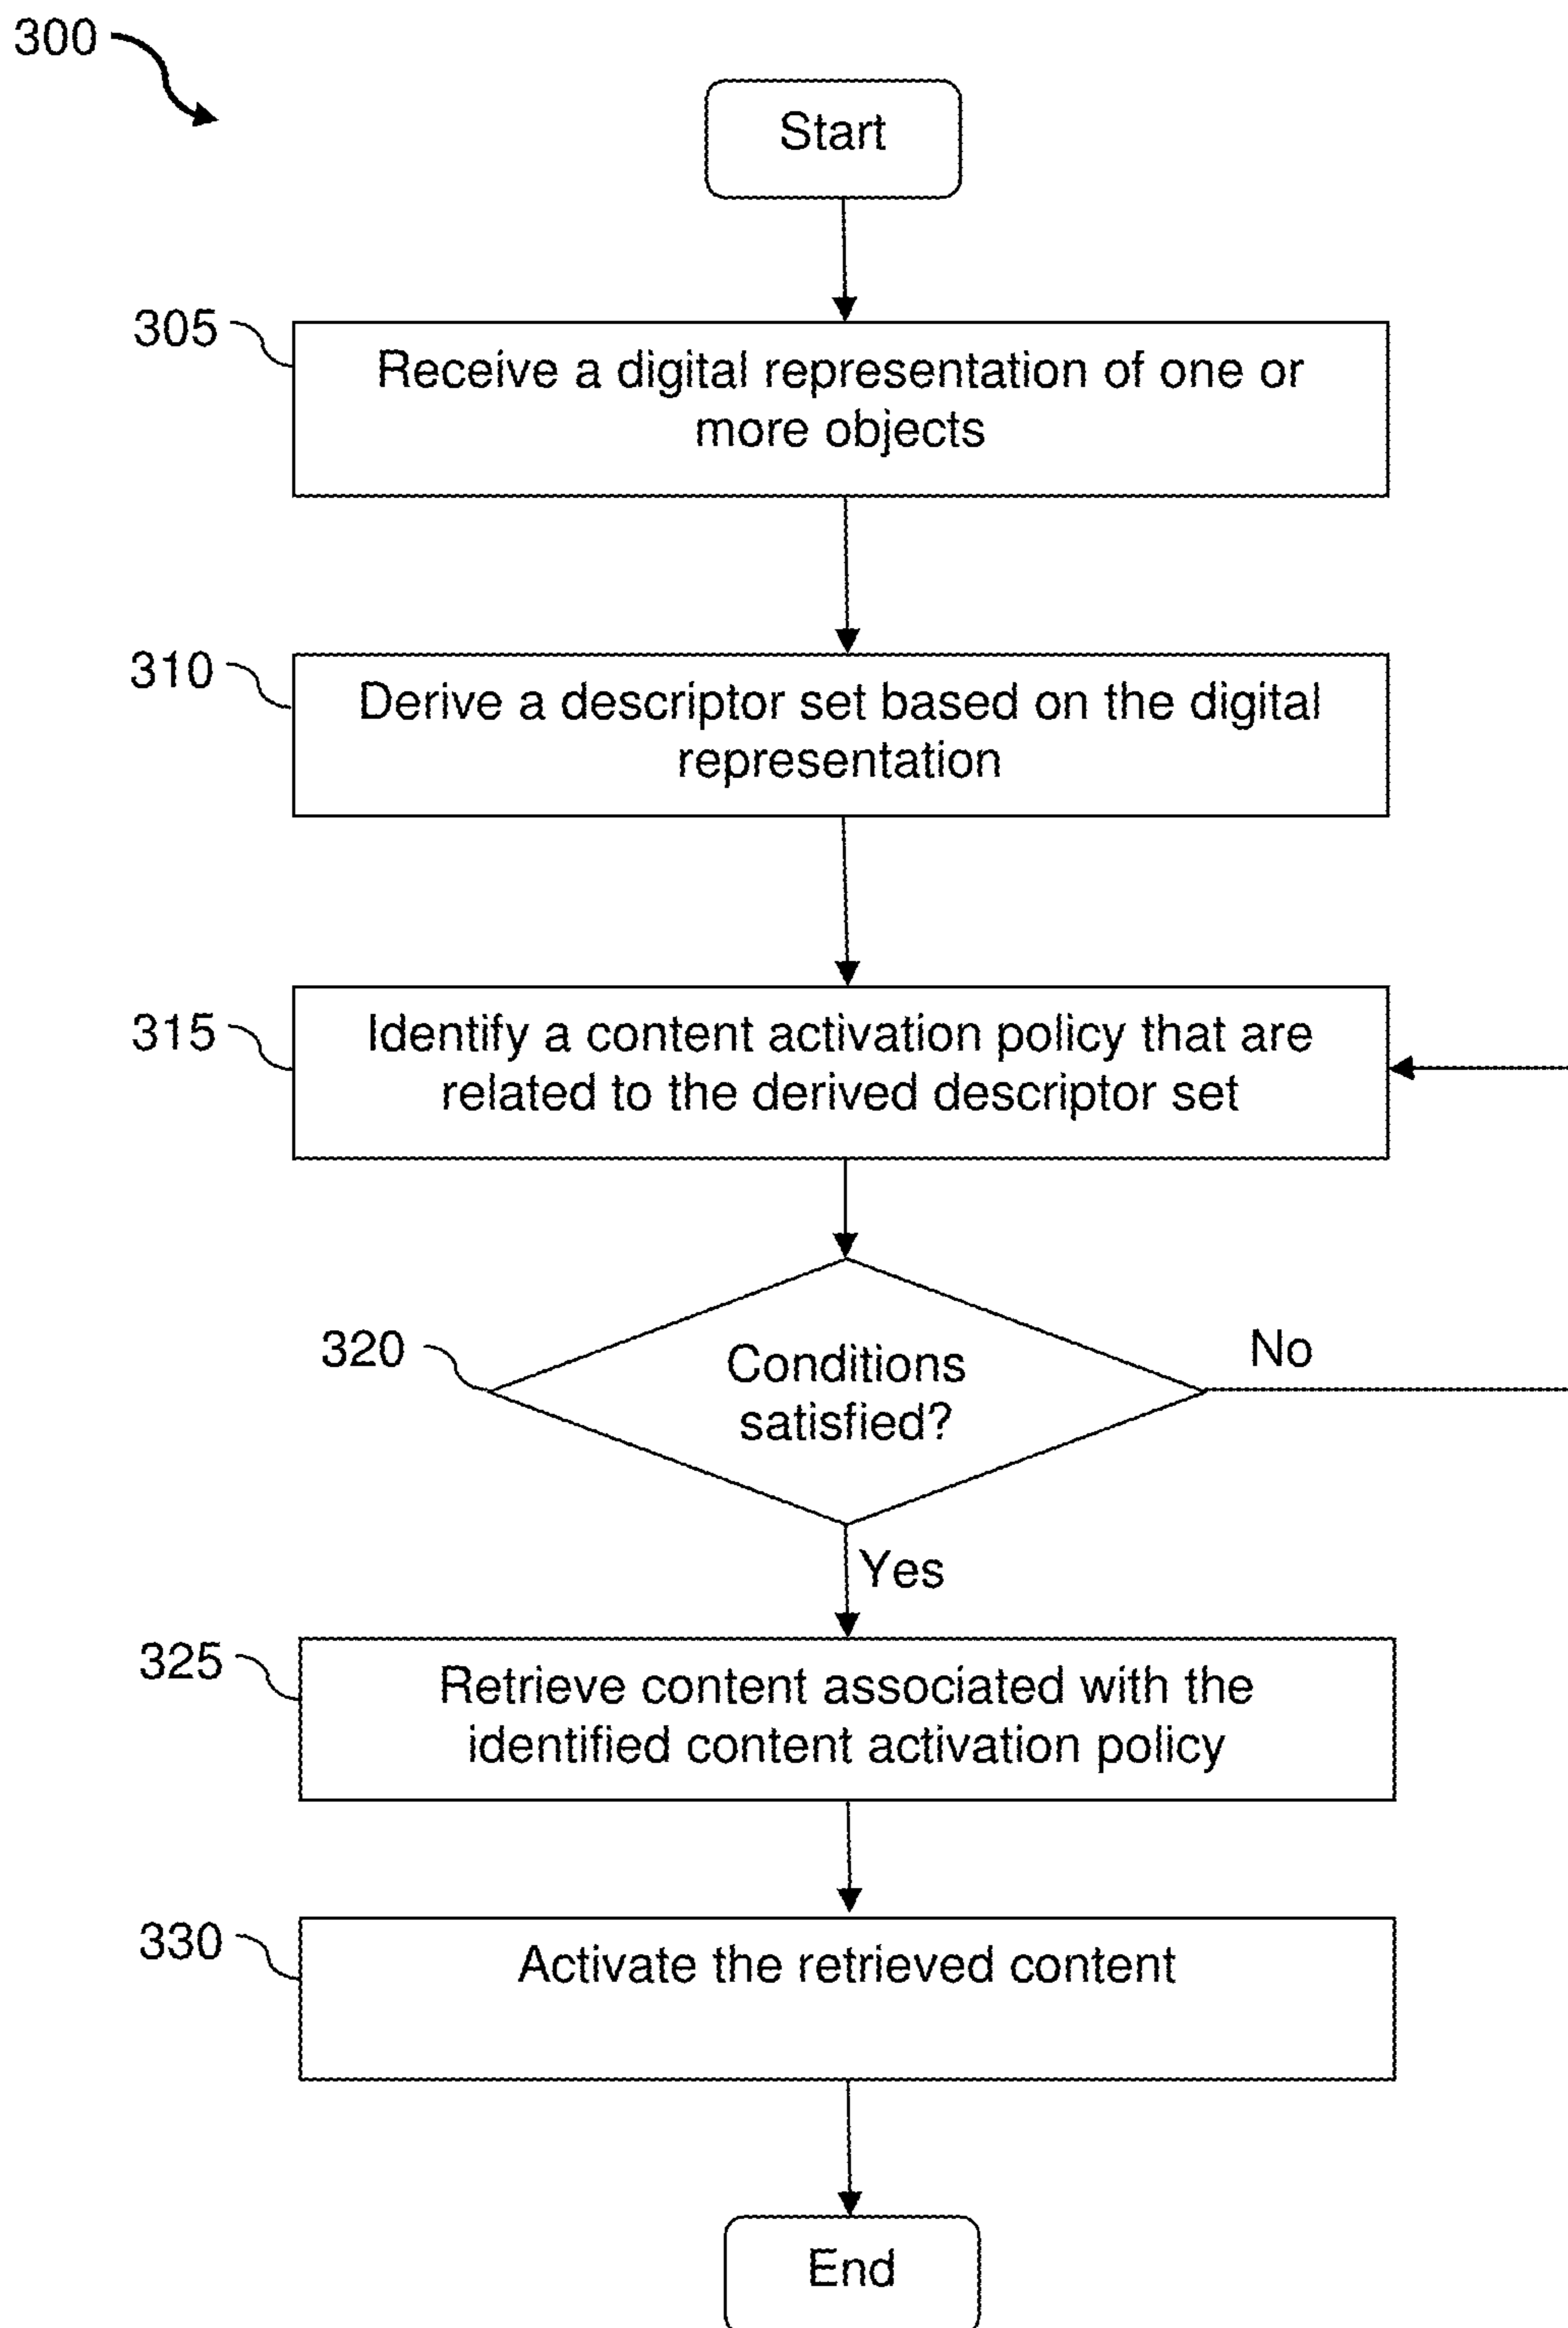 300
Start
305
Receive a digital representation of one or
more objects
310
Derive a descriptor set based on the digital
representation
315
Identify a content activation policy that are
related to the derived descriptor set
320
Conditions
satisfied?
No
Yes
325
Retrieve content associated with the
identified content activation policy
330
Activate the retrieved content
End